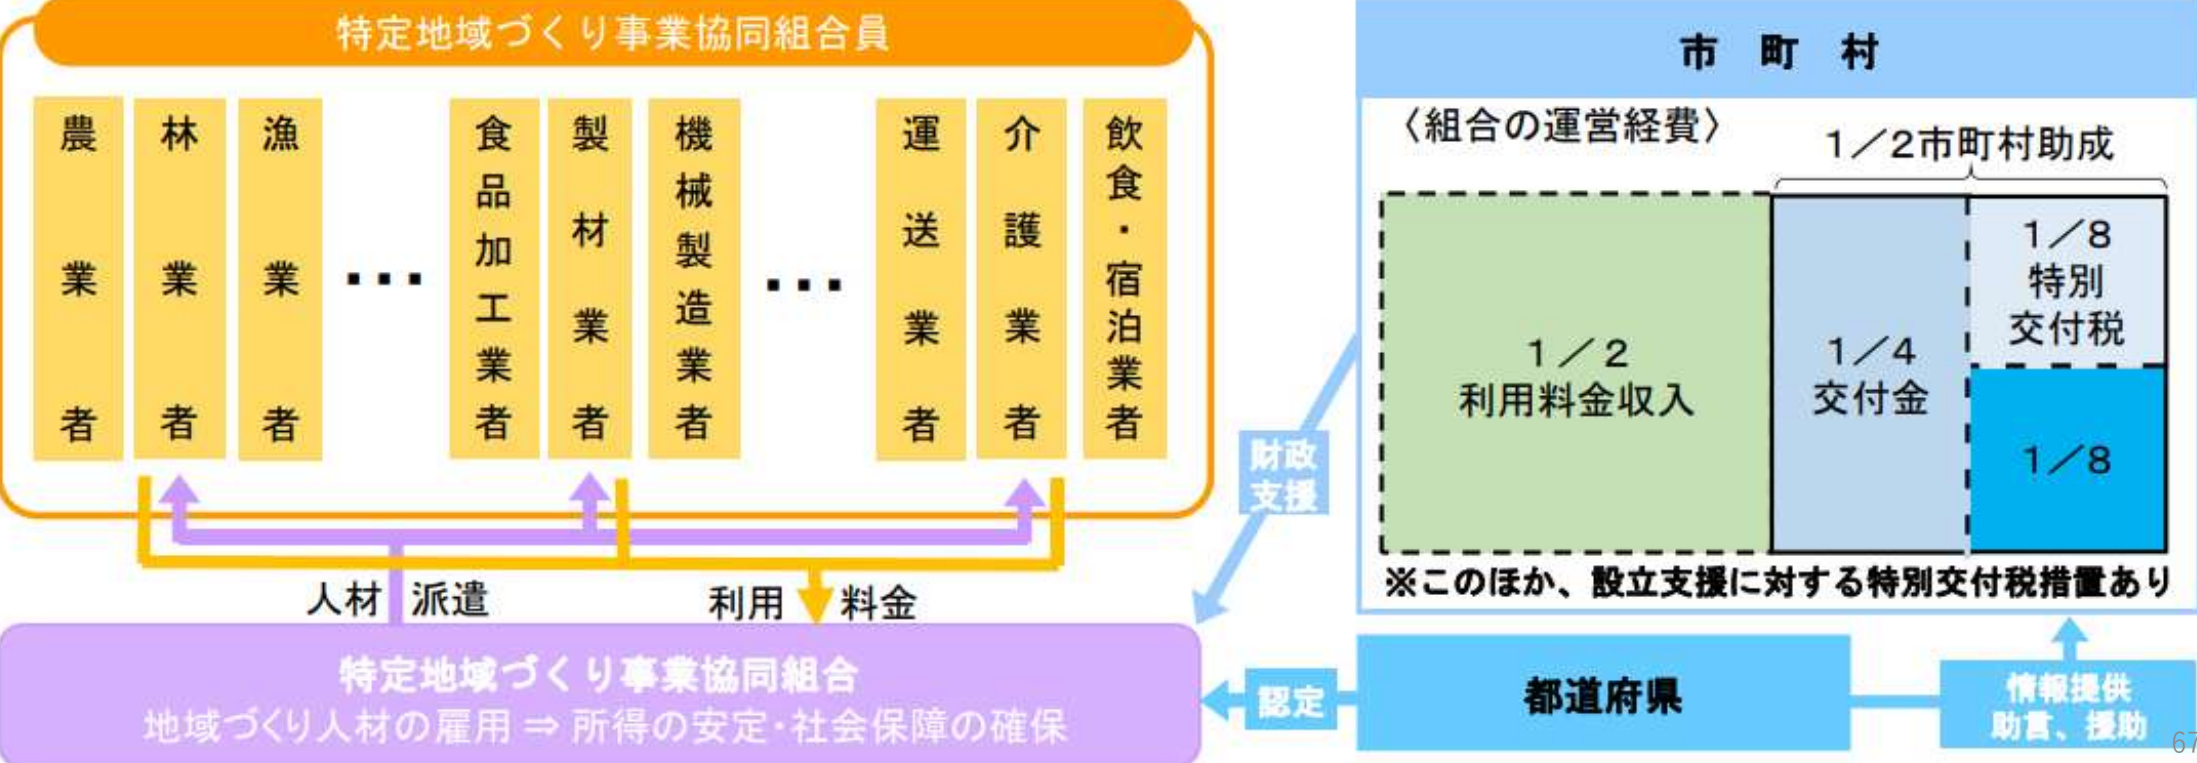 特定地域づくり事業協同組合員
農業者
林業者
漁業者
・・・
食品加工業者
製材業者
機械製造業者
・・・
運送業者
介護業者
飲食・宿泊業者
人材派遣
利用料金
特定地域づくり事業協同組合
地域づくり人材の雇用 ⇒ 所得の安定・社会保障の確保
財政
支援
認定
市 町 村
〈組合の運営経費〉
1/2市町村助成
1/2
利用料金収入
1/4
交付金
1/8
特別
交付税
1/8
※このほか、設立支援に対する特別交付税措置あり
都道府県
情報提供
助言、援助
67